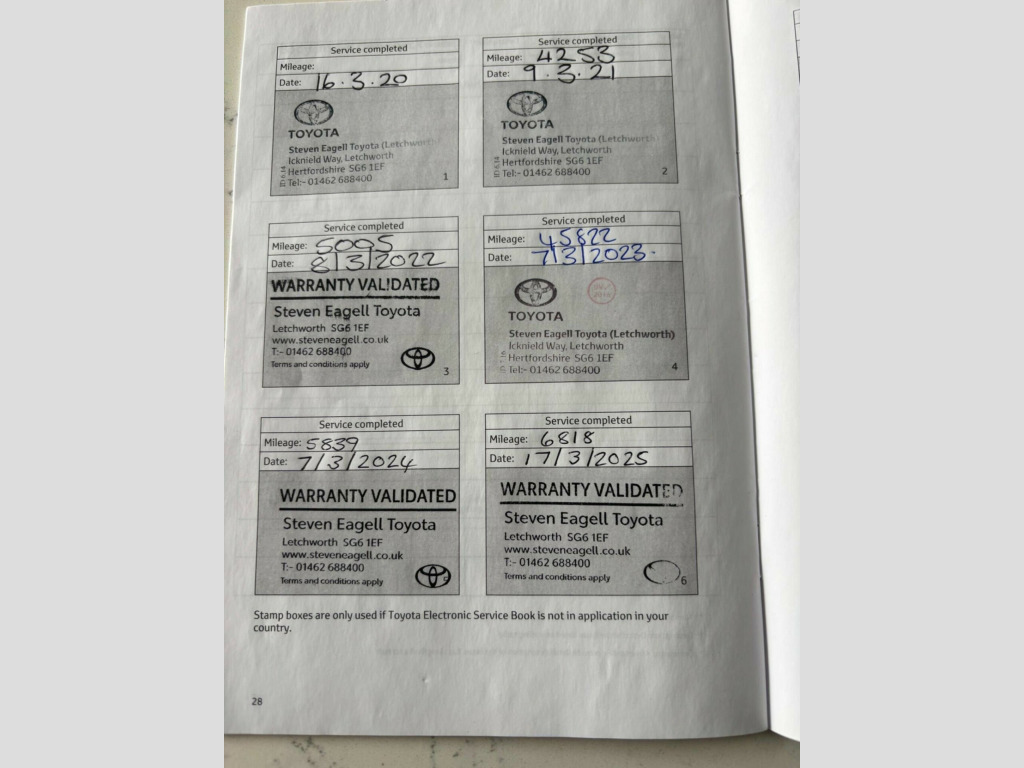 Service completed
Mileage:
Date: 16.3.20
TOYOTA
Steven Eagell Toyota (Letchworth)
Icknield Way, Letchworth
Hertfordshire SG6 1EF
Tel:- 01462 688400
1
Service completed
Mileage: 4253
Date: 9.3.21
TOYOTA
Steven Eagell Toyota (Letchworth)
Icknield Way, Letchworth
Hertfordshire SG6 1EF
Tel:- 01462 688400
2
Service completed
Mileage: 5095
Date: 8/3/2022
WARRANTY VALIDATED
Steven Eagell Toyota
Letchworth SG6 1EF
www.steveneagell.co.uk
T:- 01462 688400
Terms and conditions apply
3
Service completed
Mileage: 45822
Date: 7/3/2023.
TOYOTA
Steven Eagell Toyota (Letchworth)
Icknield Way, Letchworth
Hertfordshire SG6 1EF
Tel:- 01462 688400
4
Service completed
Mileage: 5839
Date: 7/3/2024
WARRANTY VALIDATED
Steven Eagell Toyota
Letchworth SG6 1EF
www.steveneagell.co.uk
T:- 01462 688400
Terms and conditions apply
Service completed
Mileage: 6818
Date: 17/3/2025
WARRANTY VALIDATED
Steven Eagell Toyota
Letchworth SG6 1EF
www.steveneagell.co.uk
T:- 01462 688400
Terms and conditions apply
6
Stamp boxes are only used if Toyota Electronic Service Book is not in application in your
country.
28